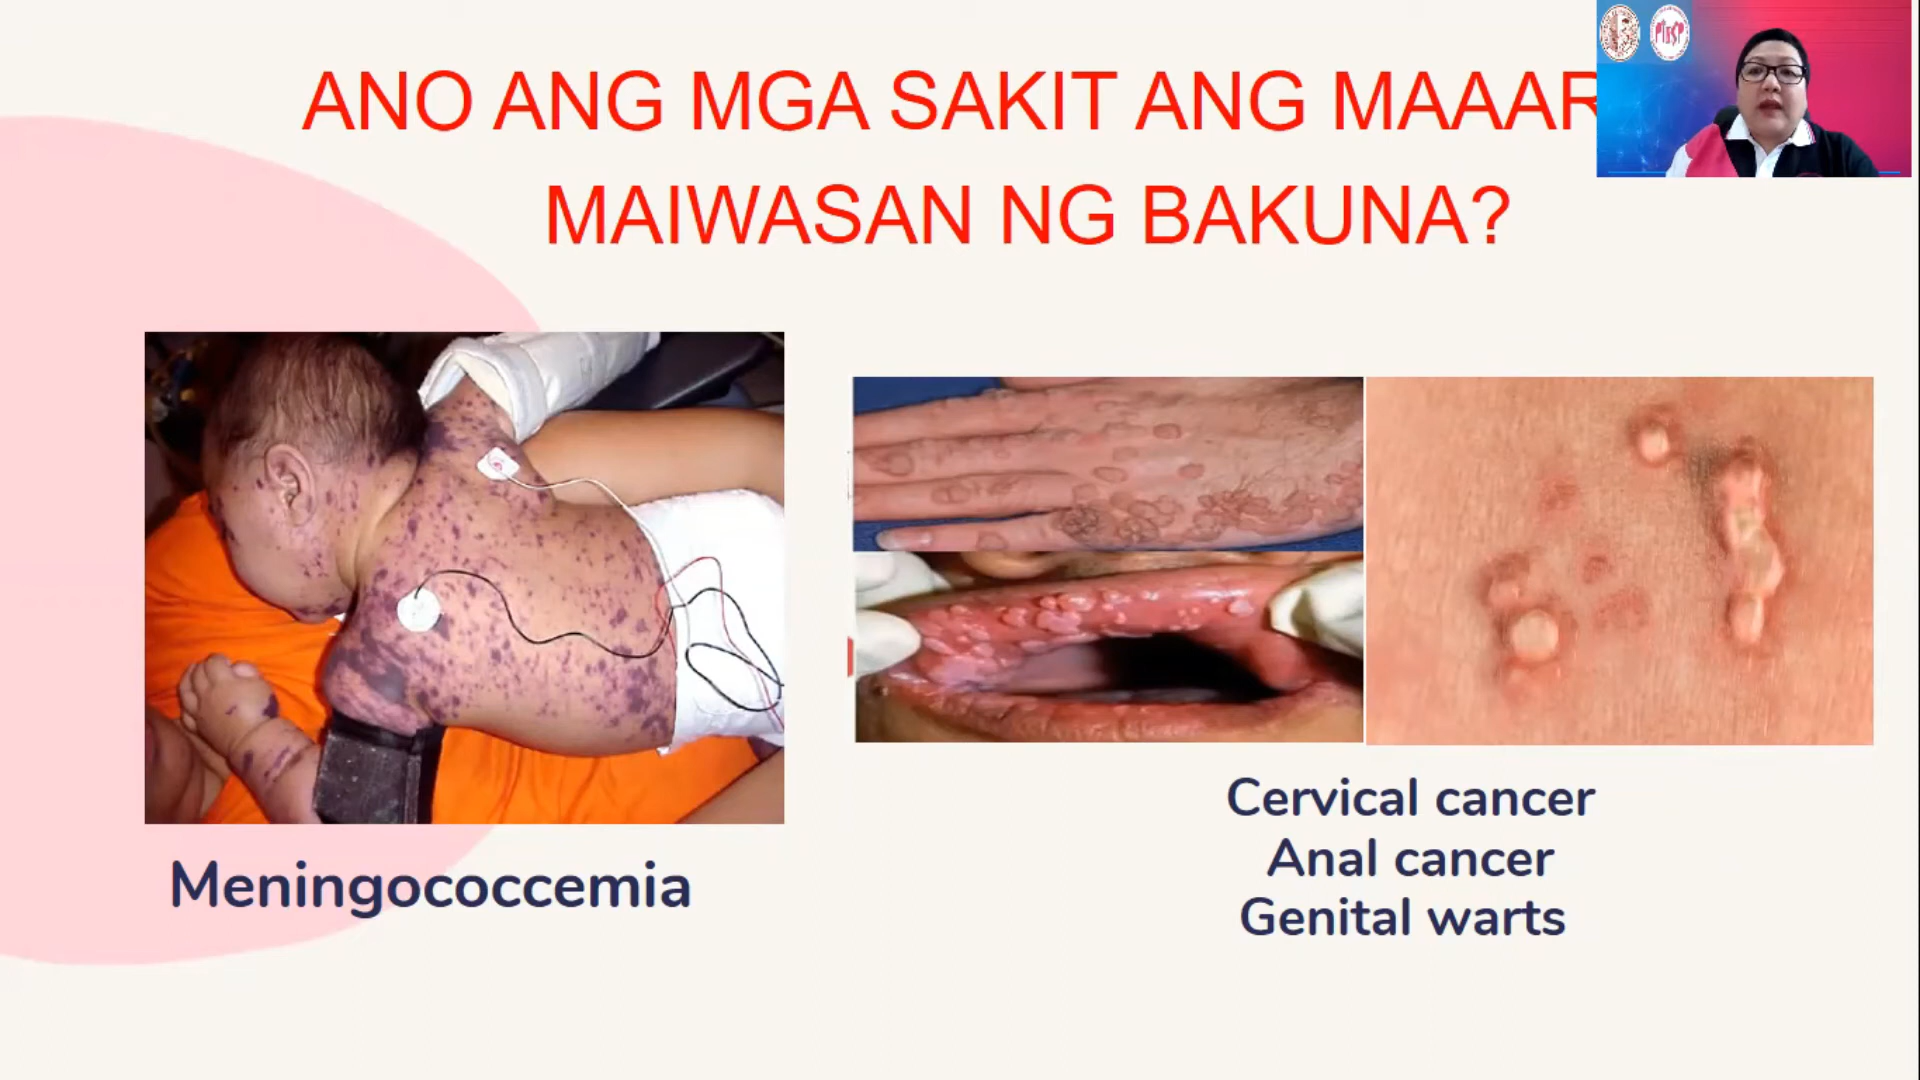 ANO ANG MGA SAKIT ANG MAAAR
MAIWASAN NG BAKUNA?
Meningococcemia
Cervical cancer
Anal cancer
Genital warts